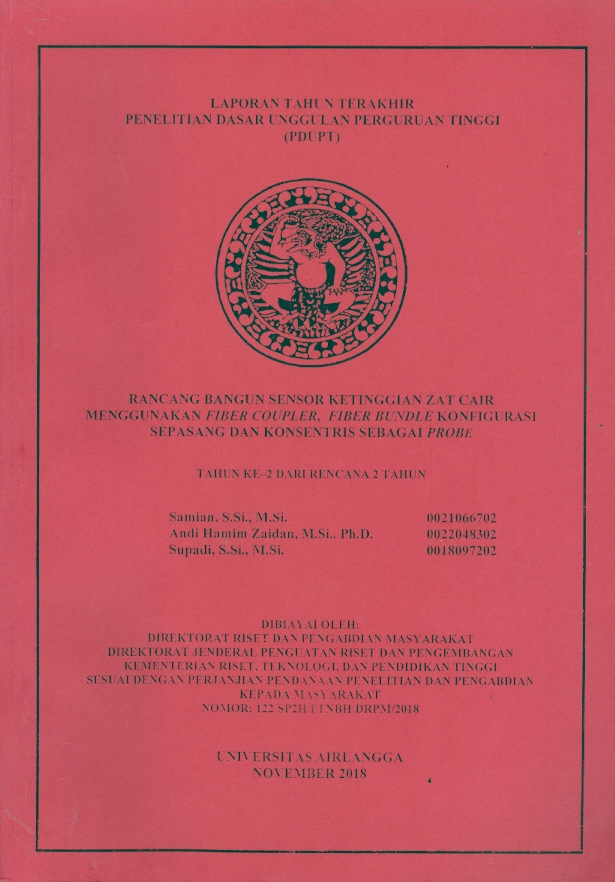 LAPORAN TAHUN TERAKHIR
PENELITIAN DASAR UNGGULAN PERGURUAN TINGGI
(PDUPT)
RANCANG BANGUN SENSOR KETINGGIAN ZAT CAIR
MENGGUNAKAN FIBER COUPLER, FIBER BUNDLE KONFIGURASI
SEPASANG DAN KONSENTRIS SEBAGAI PROBE
TAHUN KE-2 DARI RENCANA 2 TAHUN
Samian, S.Si., M.Si. 0021066702
Andi Hamim Zaidan, M.Si., Ph.D. 0022048302
Supadi, S.Si., M.Si. 0018097202
DIBIAYAI OLEH:
DIREKTORAT RISET DAN PENGABDIAN MASYARAKAT
DIREKTORAT JENDERAL PENGUATAN RISET DAN PENGEMBANGAN
KEMENTERIAN RISET, TEKNOLOGI, DAN PENDIDIKAN TINGGI
SESUAI DENGAN PERJANJIAN PENDANAAN PENELITIAN DAN PENGABDIAN
KEPADA MASYARAKAT
NOMOR: 122 SP2H PTNBH DRPM/2018
UNIVERSITAS AIRLANGGA
NOVEMBER 2018